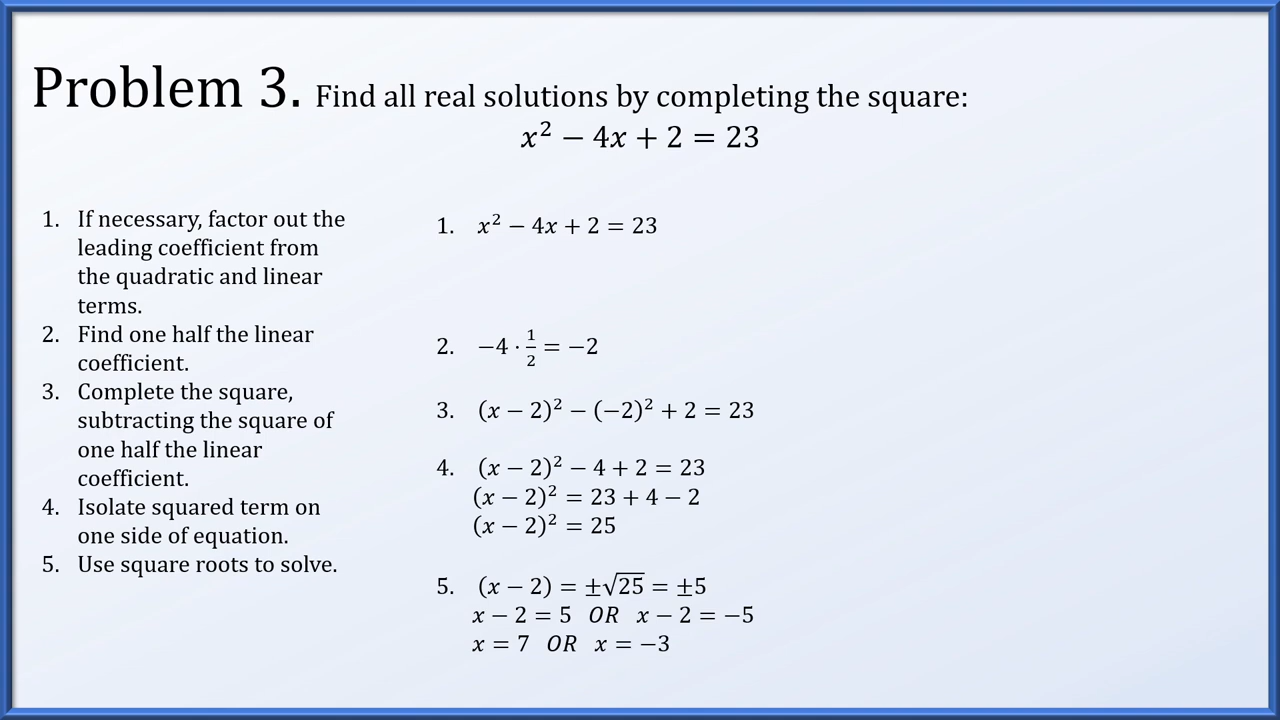 Problem 3. Find all real solutions by completing the square:
x² − 4x + 2 = 23
1. If necessary, factor out the
leading coefficient from
the quadratic and linear
terms.
2. Find one half the linear
coefficient.
3. Complete the square,
subtracting the square of
one half the linear
coefficient.
4. Isolate squared term on
one side of equation.
5. Use square roots to solve.
1. x² − 4x + 2 = 23
2. −4 · 1/2 = −2
3. (x − 2)² − (−2)² + 2 = 23
4. (x − 2)² − 4 + 2 = 23
(x − 2)² = 23 + 4 − 2
(x − 2)² = 25
5. (x − 2) = ±√25 = ±5
x − 2 = 5 OR x − 2 = −5
x = 7 OR x = −3